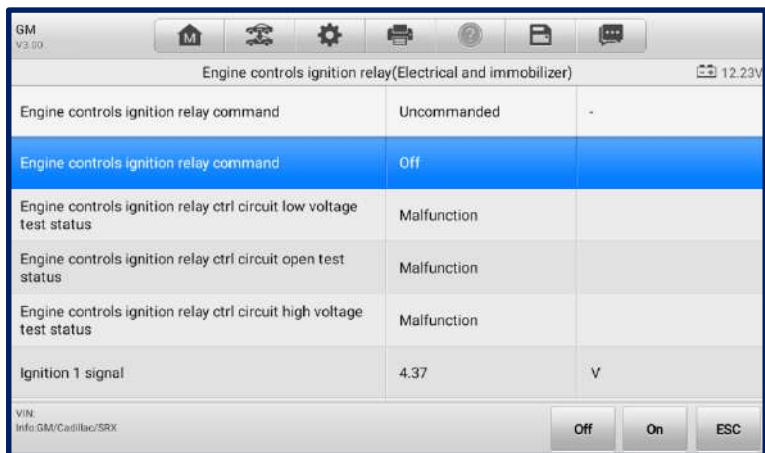 GM
V3.00
M
Engine controls ignition relay(Electrical and immobilizer)
12.23V
Engine controls ignition relay command Uncommanded -
Engine controls ignition relay command Off
Engine controls ignition relay ctrl circuit low voltage
test status Malfunction
Engine controls ignition relay ctrl circuit open test
status Malfunction
Engine controls ignition relay ctrl circuit high voltage
test status Malfunction
Ignition 1 signal 4.37 V
VIN:
Info:GM/Cadillac/SRX
Off On ESC